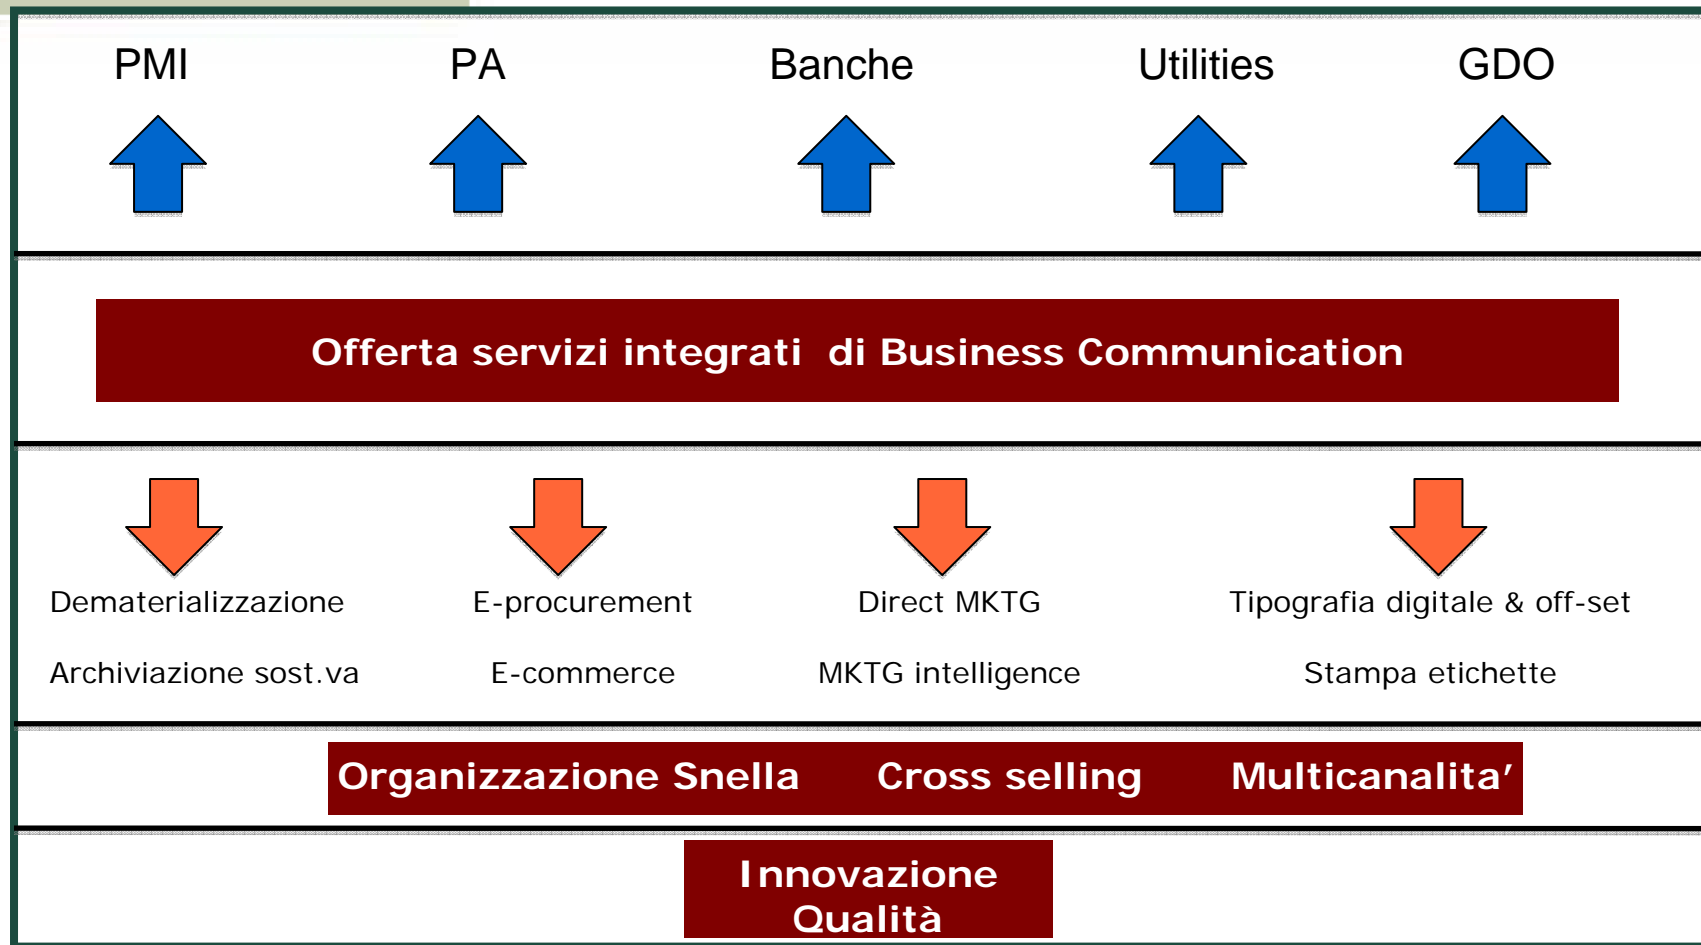 PMI PA Banche Utilities GDO
Offerta servizi integrati di Business Communication
Dematerializzazione E-procurement Direct MKTG Tipografia digitale & off-set
Archiviazione sost.va E-commerce MKTG intelligence Stampa etichette
Organizzazione Snella Cross selling Multicanalita’
Innovazione
Qualità